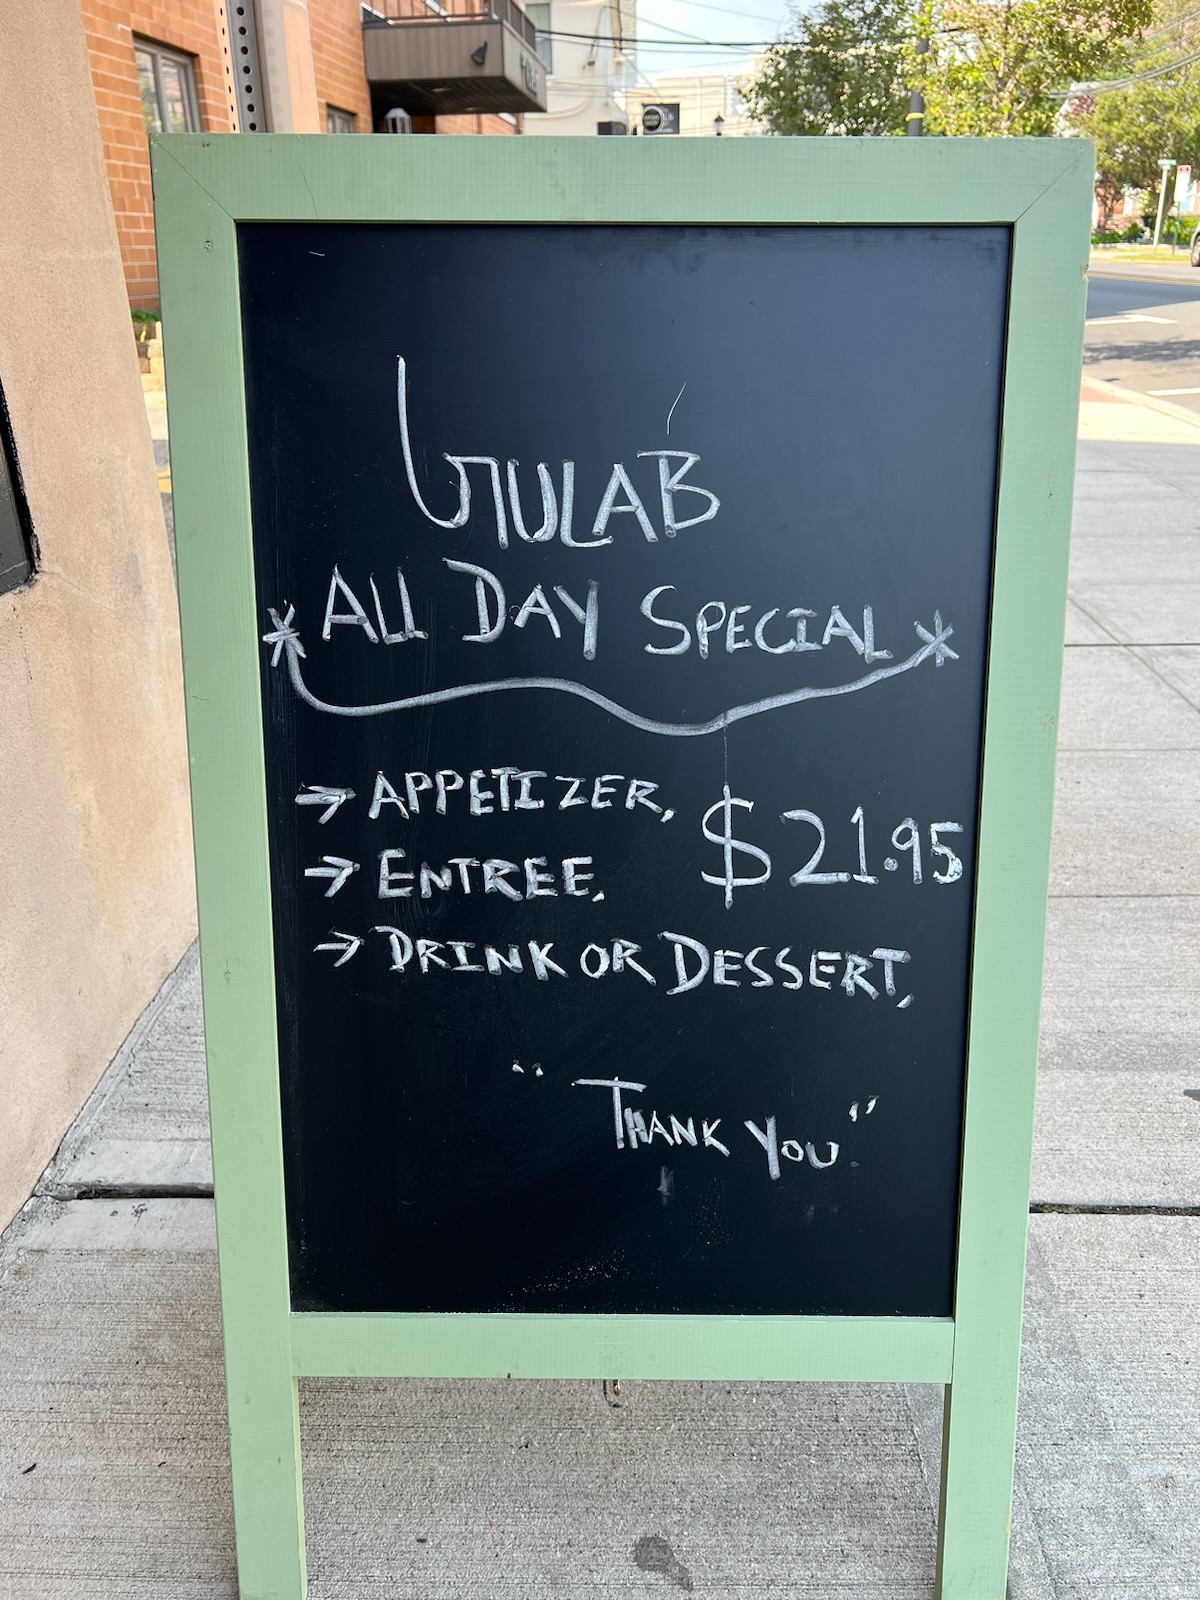 GULAB
* ALL DAY SPECIAL *
→ APPETIZER,
→ ENTREE, $21.95
→ DRINK OR DESSERT,
“ THANK YOU”